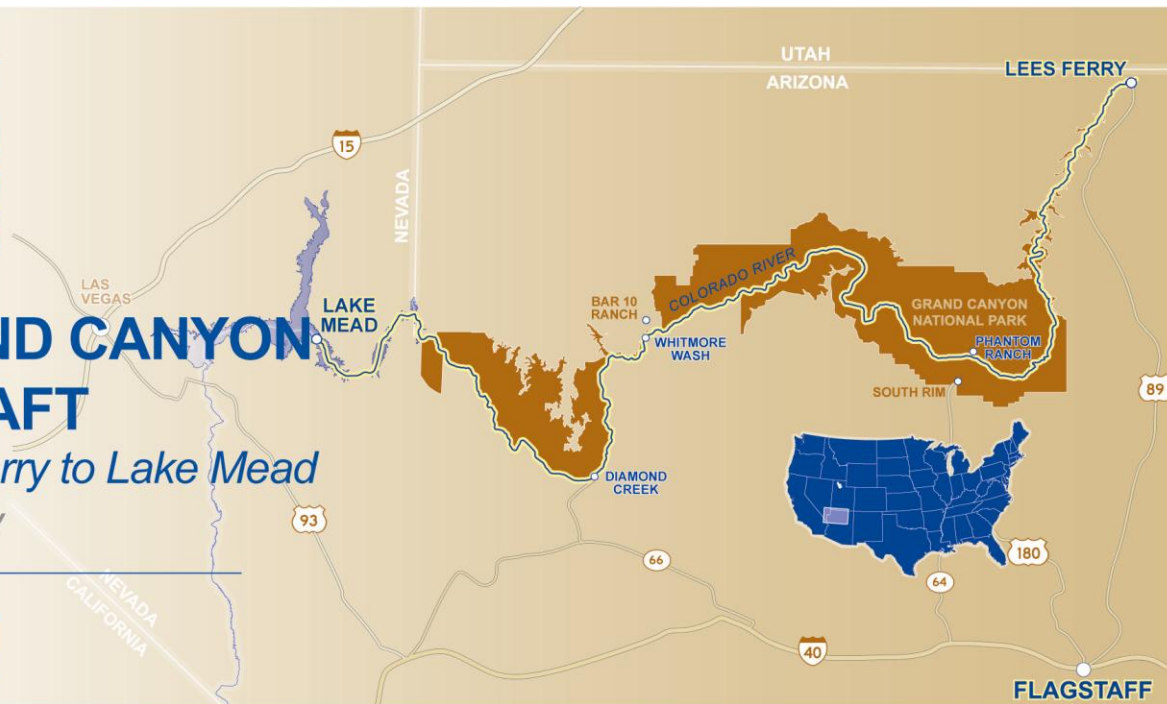 UTAH
ARIZONA
LEES FERRY
15
NEVADA
LAS
VEGAS
LAKE
MEAD
BAR 10
RANCH
COLORADO RIVER
WHITMORE
WASH
GRAND CANYON
NATIONAL PARK
PHANTOM
RANCH
SOUTH RIM
89
ND CANYON
AFT
rry to Lake Mead
DIAMOND
CREEK
93
66
180
64
NEVADA
CALIFORNIA
40
FLAGSTAFF